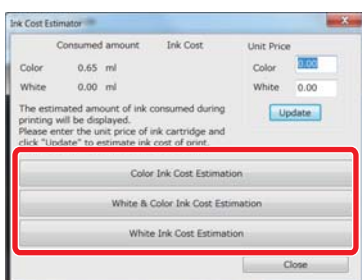 Ink Cost Estimator
Consumed amount Ink Cost Unit Price
Color 0.65 ml Color 0.00
White 0.00 ml White 0.00
The estimated amount of ink consumed during
printing will be displayed.
Please enter the unit price of ink cartridge and
click "Update" to estimate ink cost of print.
Update
Color Ink Cost Estimation
White & Color Ink Cost Estimation
White Ink Cost Estimation
Close